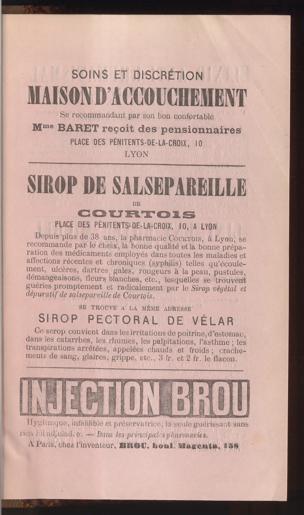 SOINS ET DISCRÉTION
MAISON D'ACCOUCHEMENT
Se recommandant par son bon confortable
Mme BARET reçoit des pensionnaires
PLACE DES PÉNITENTS-DE-LA-CROIX, 10
LYON
SIROP DE SALSEPAREILLE
DE
COURTOIS
PLACE DES PÉNITENTS-DE-LA-CROIX, 10, A LYON
Depuis plus de 38 ans, la pharmacie COURTOIS, à Lyon, se
recommande par le choix, la bonne qualité et la bonne prépa-
ration des médicaments employés dans toutes les maladies et
affections récentes et chroniques (syphilis) telles qu'écoule-
ment, ulcères, dartres gales, rougeurs à la peau, pustules,
démangeaisons, fleurs blanches, etc., lesquelles se trouvent
guéries promptement et radicalement par le Sirop végétal et
dépuratif de salsepareille de Courtois.
SE TROUVE A LA MÊME ADRESSE
SIROP PECTORAL DE VÉLAR
Ce serop convient dans les irritations de poitrine, d'estomac,
dans les catarrhes, les rhumes, les palpitations, l'asthme ; les
transpirations arrêtées, appelées chauds et froids ; crache-
ments de sang, glaires, grippe, etc., 3 fr. et 2 fr. le flacon.
INJECTION BROU
Hygiénique, infaillible et préservatrice, la seule guérissant sans
rien — Dans les principales pharmacies.
A Paris, chez l'inventeur, BROU, boul. Magenta, 158